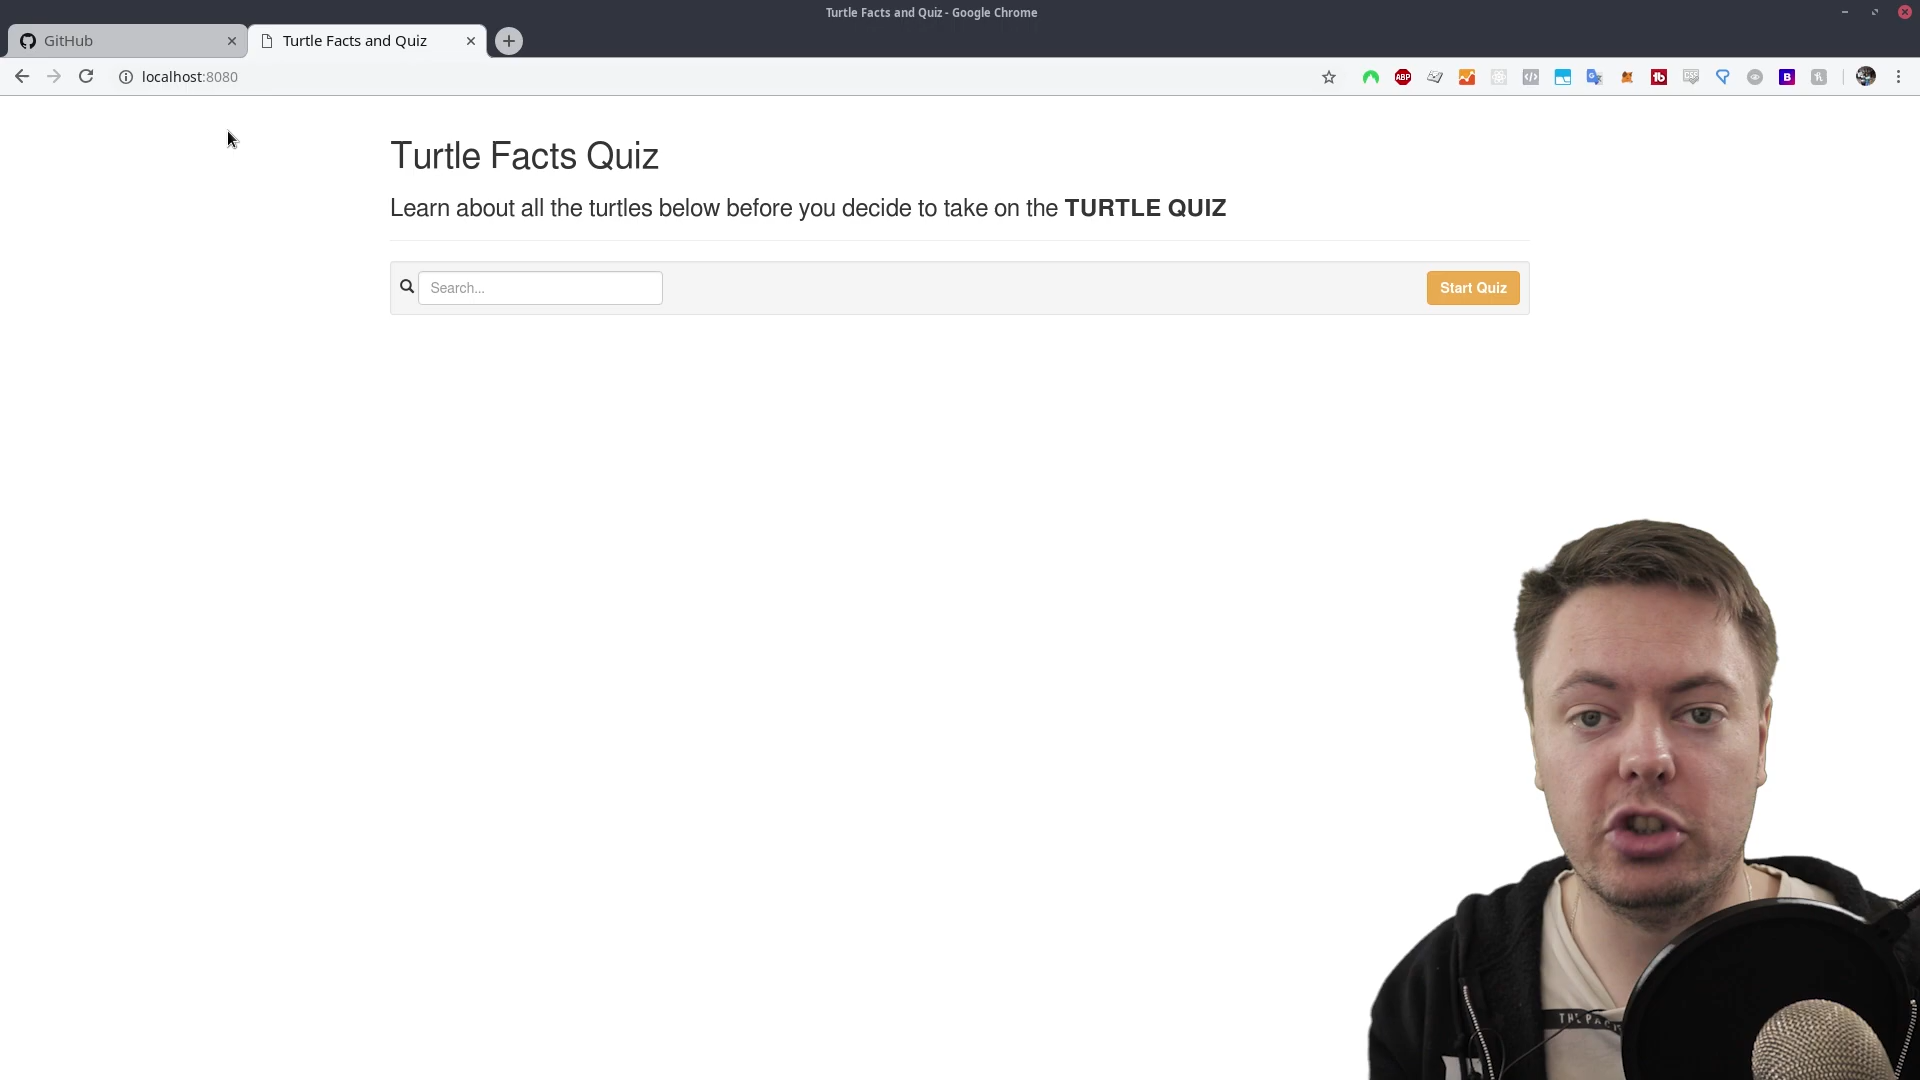 Turtle Facts and Quiz - Google Chrome
GitHub
Turtle Facts and Quiz
localhost:8080
ABP
Turtle Facts Quiz
Learn about all the turtles below before you decide to take on the TURTLE QUIZ
Search...
Start Quiz